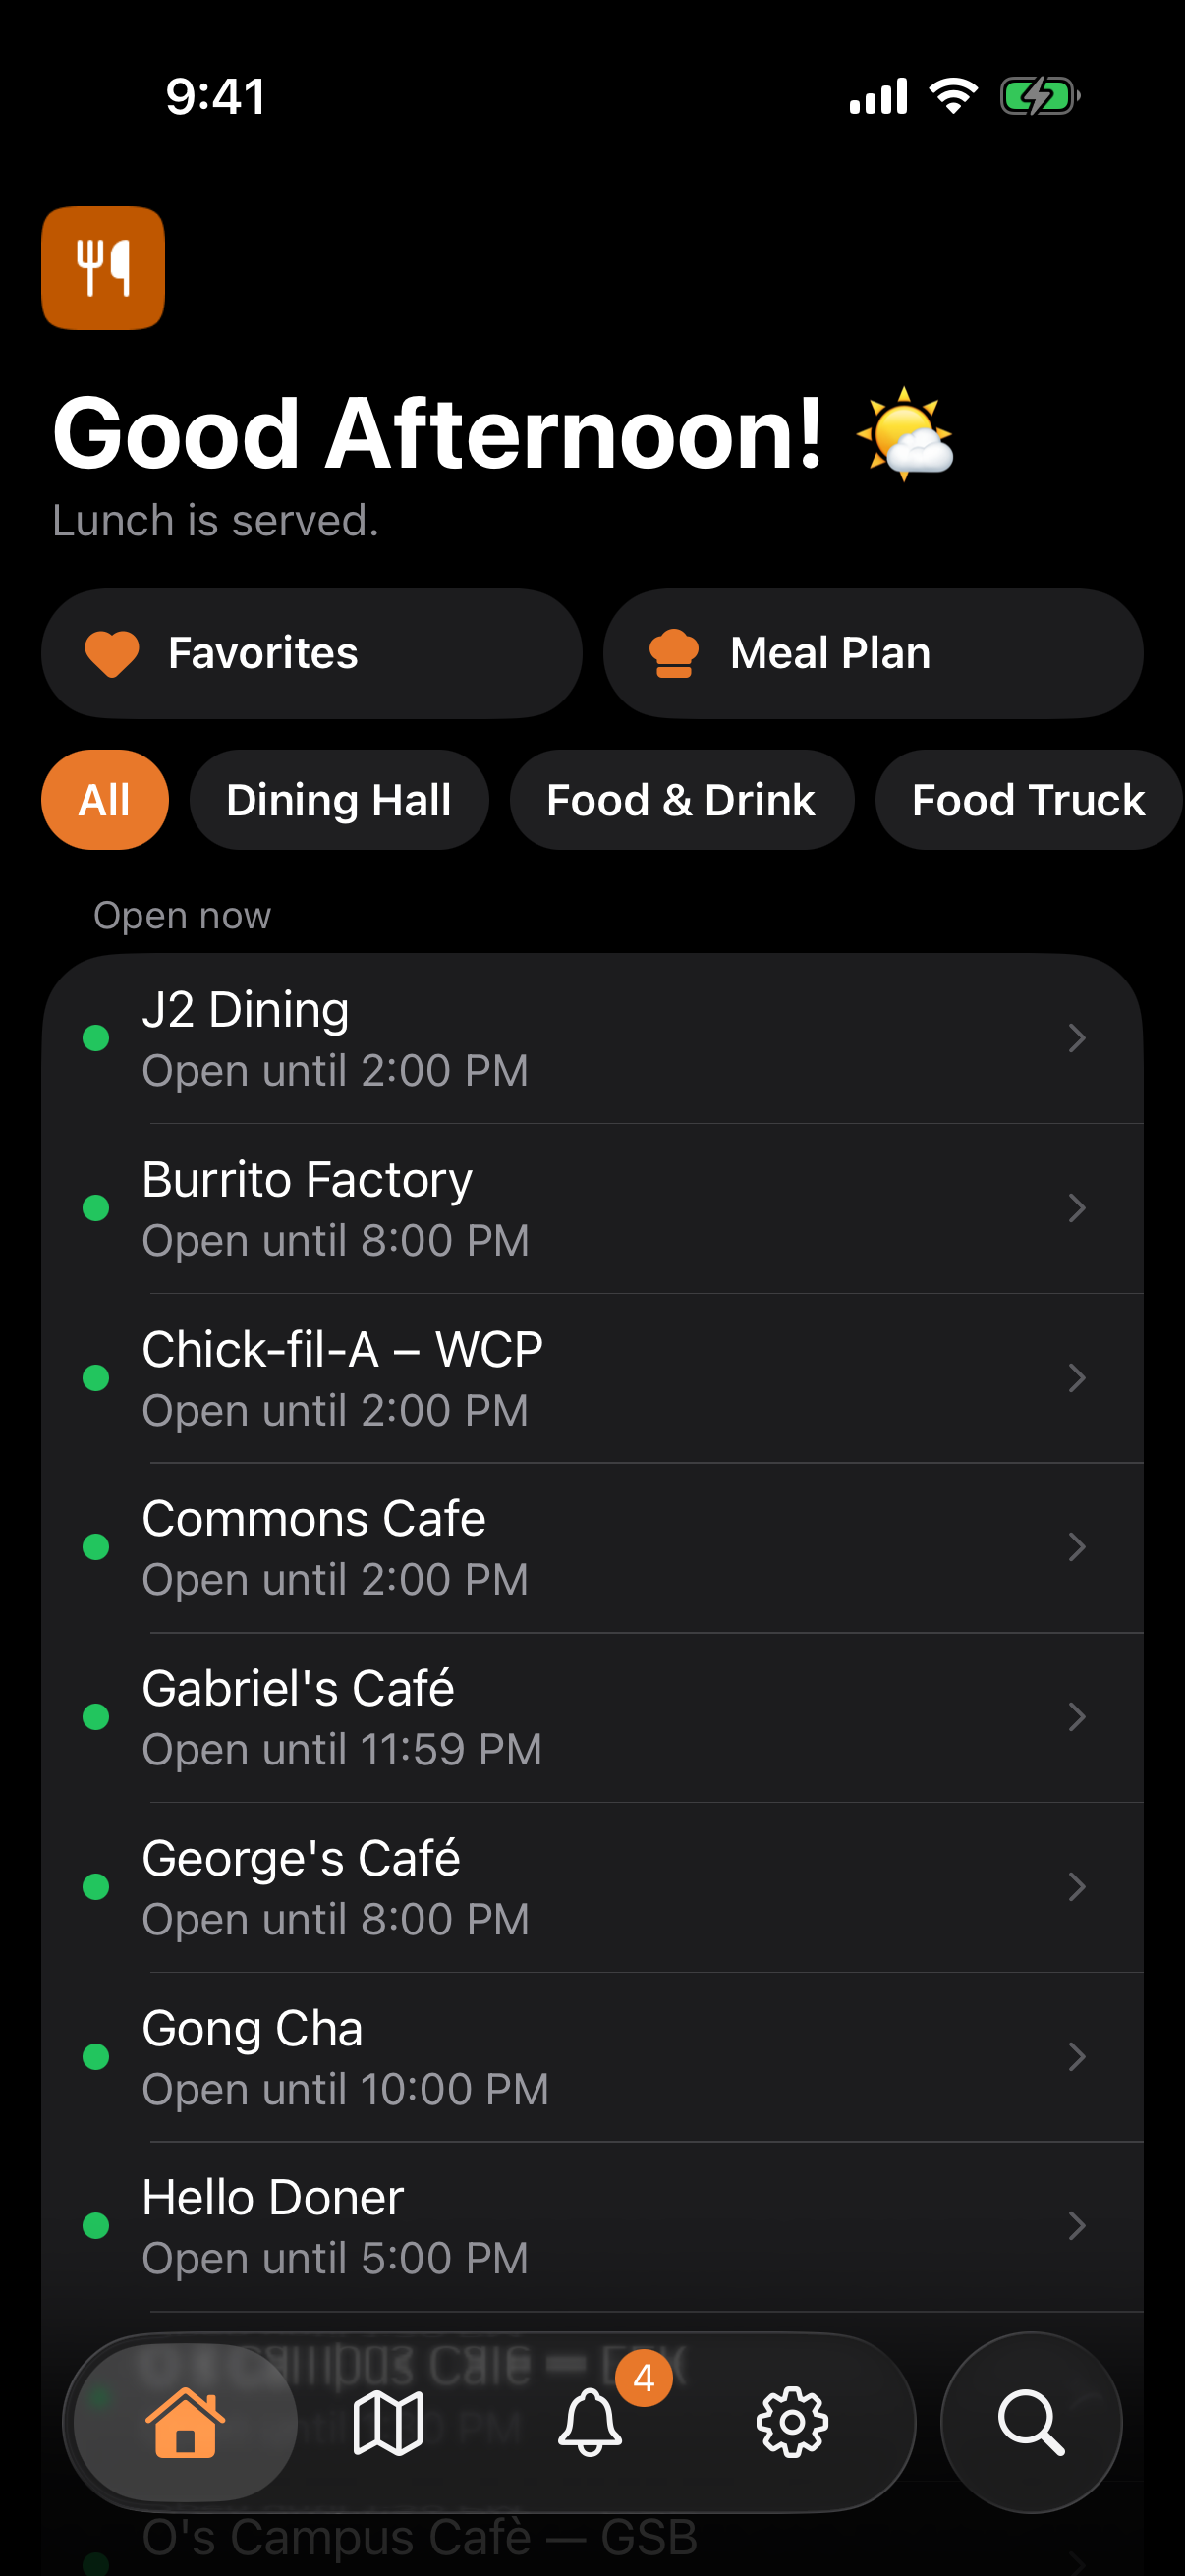 9:41
Good Afternoon! 🌤️
Lunch is served.
Favorites
Meal Plan
All
Dining Hall
Food & Drink
Food Truck
Open now
J2 Dining
Open until 2:00 PM
Burrito Factory
Open until 8:00 PM
Chick-fil-A – WCP
Open until 2:00 PM
Commons Cafe
Open until 2:00 PM
Gabriel's Café
Open until 11:59 PM
George's Café
Open until 8:00 PM
Gong Cha
Open until 10:00 PM
Hello Doner
Open until 5:00 PM
Campus Café —
PM
4
O's Campus Cafè — GSB